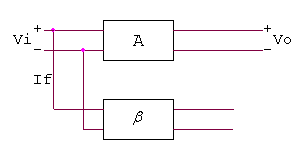 + +
Vi A Vo
− −
If
β